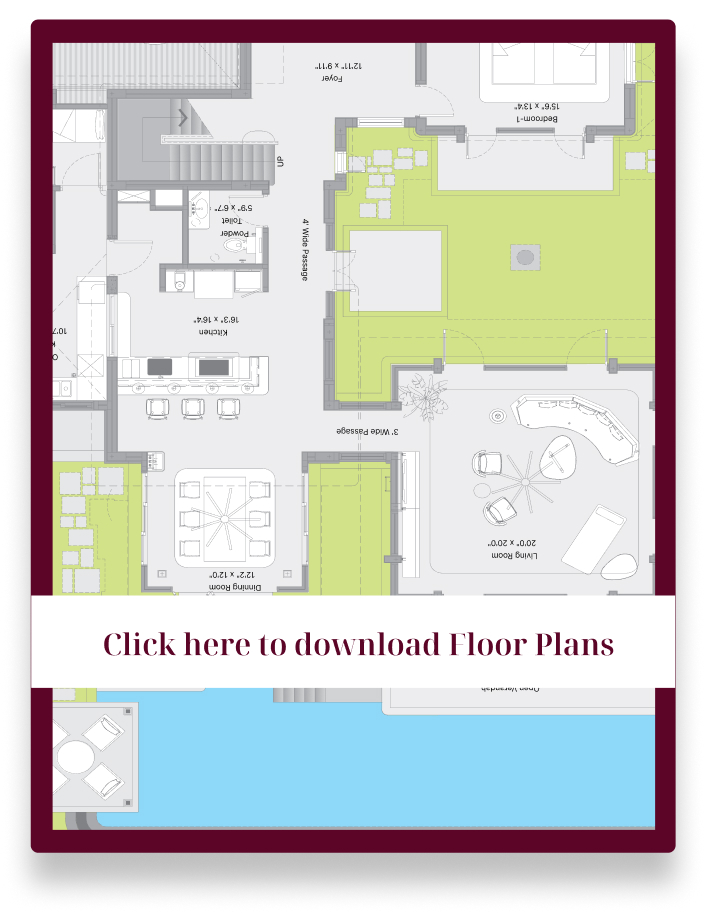 Foyer
12'11" x 9'11"
Bedroom-1
15'6" x 13'4"
UP
Powder
Toilet
5'9" x 6'7"
4' Wide Passage
Kitchen
16'3" x 16'4"
3' Wide Passage
Living Room
20'0" x 20'0"
Dinning Room
12'2" x 12'0"
Click here to download Floor Plans
Open Verandah